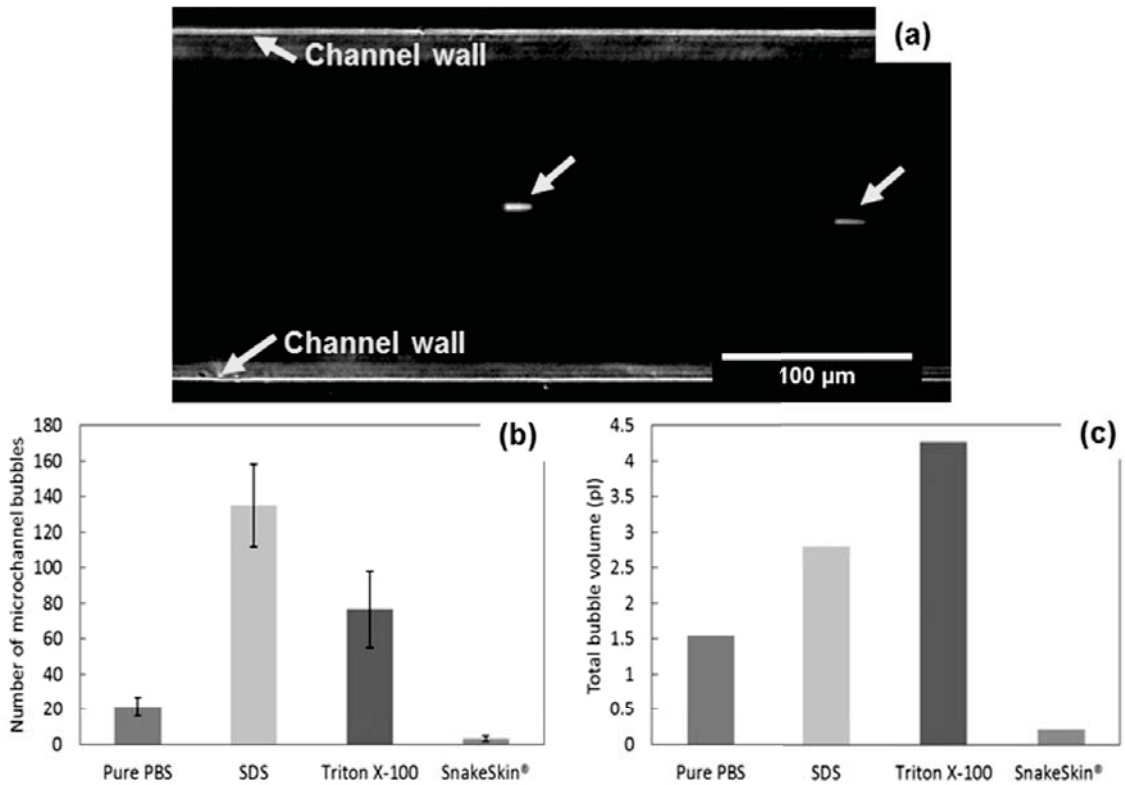 (a)
Channel wall
Channel wall
100 µm
(b)
Number of microchannel bubbles
180
160
140
120
100
80
60
40
20
0
Pure PBS
SDS
Triton X-100
SnakeSkin®
(c)
Total bubble volume (pl)
4.5
4
3.5
3
2.5
2
1.5
1
0.5
0
Pure PBS
SDS
Triton X-100
SnakeSkin®